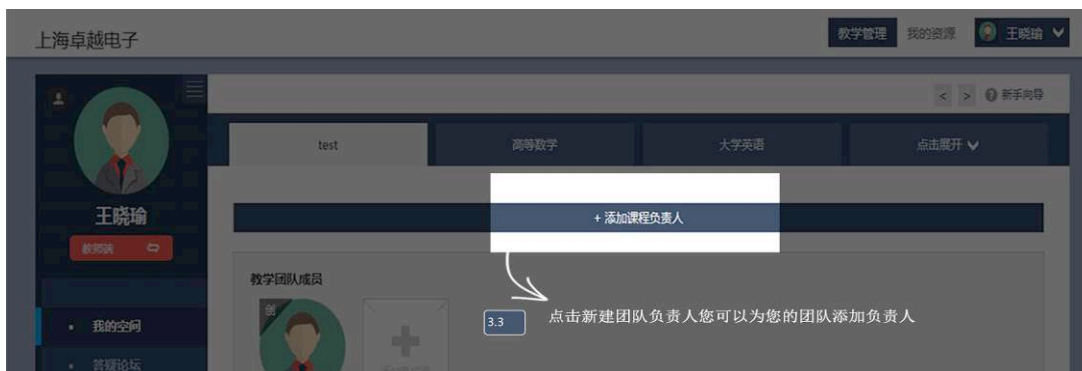 上海卓越电子
教学管理 我的资源 王晓瑜
< > ? 新手向导
test 高等数学 大学英语 点击展开
王晓瑜
教师端
+ 添加课程负责人
教学团队成员
创
3.3 点击新建团队负责人您可以为您的团队添加负责人
我的空间
答疑论坛